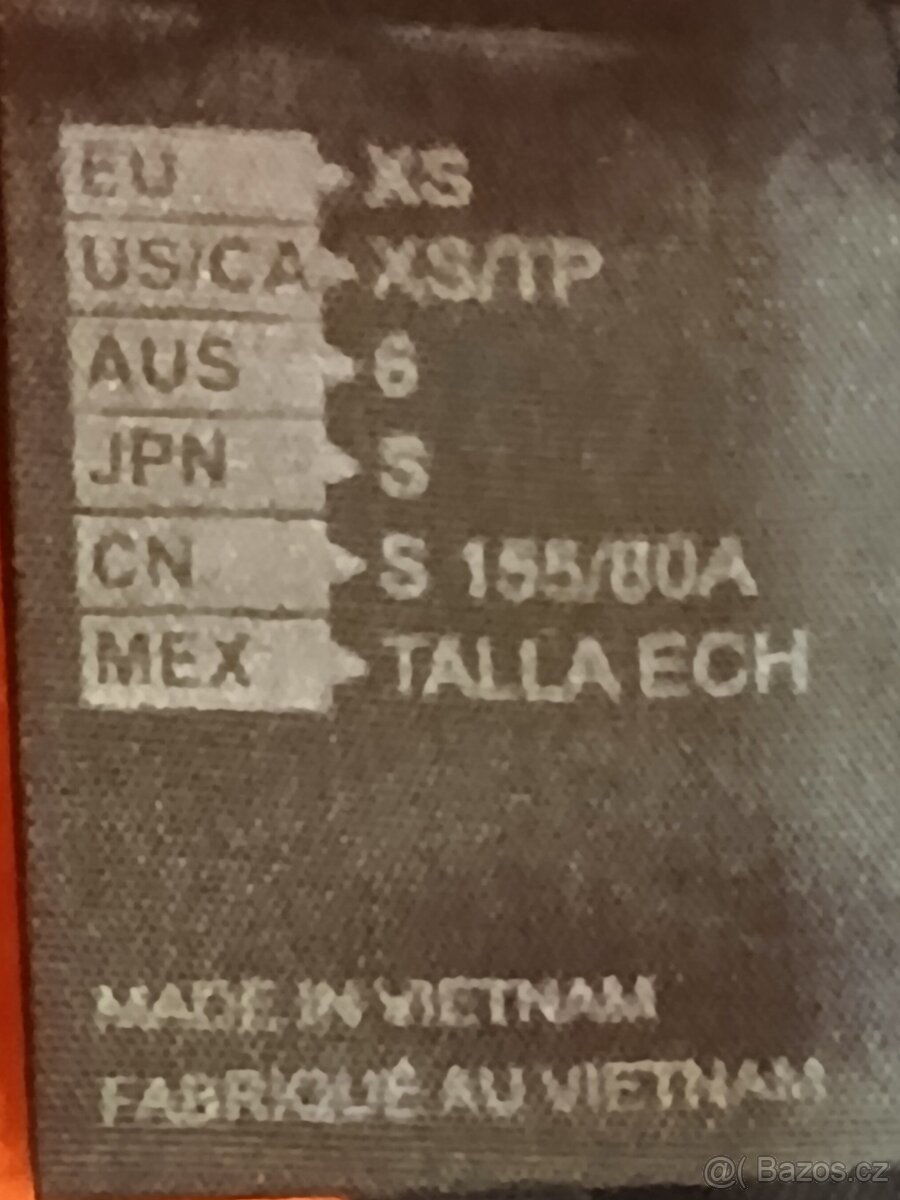 EU XS
US/CA XS/TP
AUS 6
JPN S
CN S 155/80A
MEX TALLA ECH
MADE IN VIETNAM
FABRIQUÉ AU VIETNAM
@( Bazos.cz